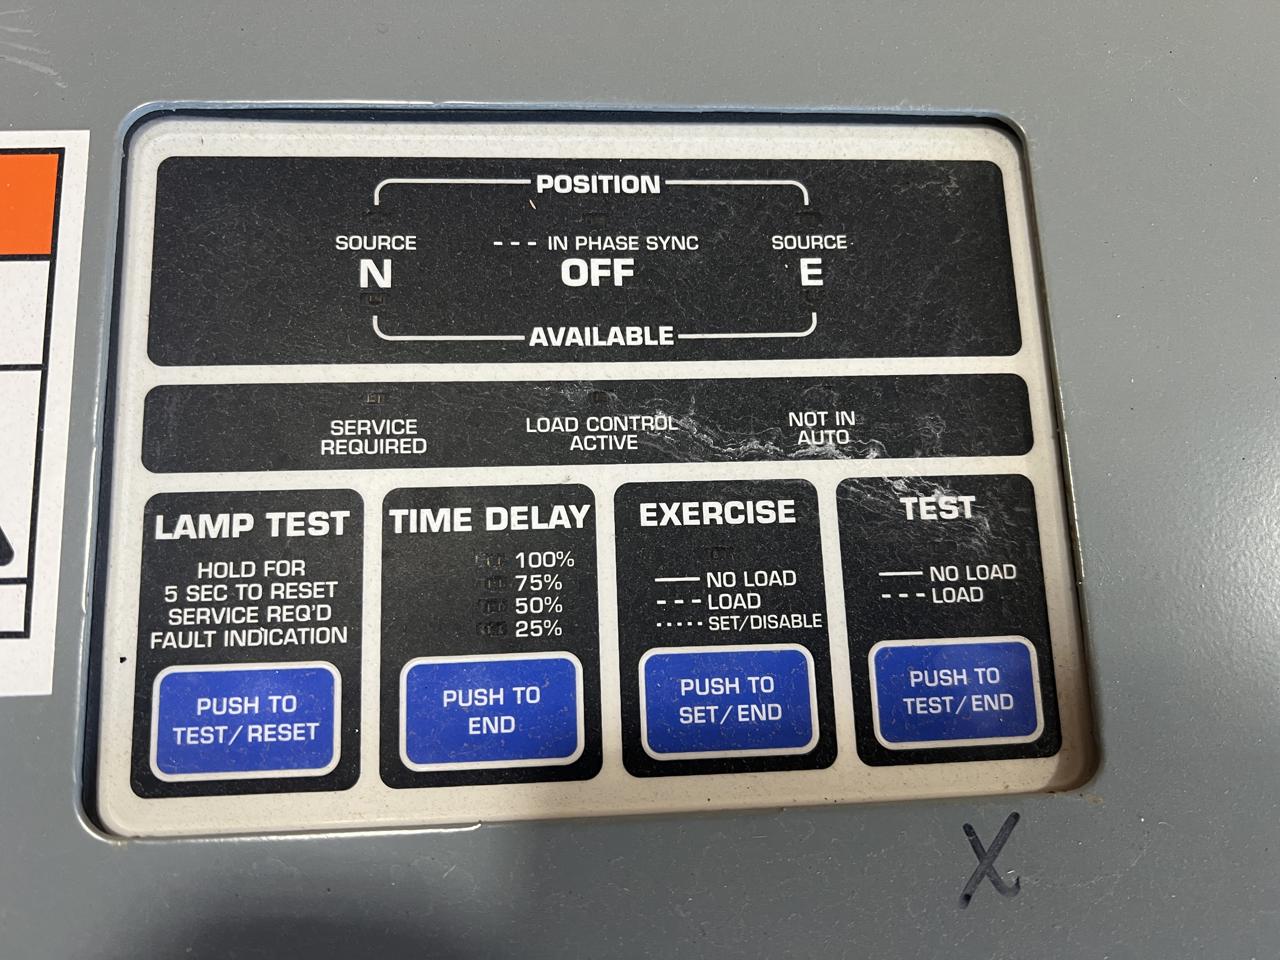 POSITION
SOURCE
N
--- IN PHASE SYNC
OFF
SOURCE
E
AVAILABLE
SERVICE
REQUIRED
LOAD CONTROL
ACTIVE
NOT IN
AUTO
LAMP TEST
HOLD FOR
5 SEC TO RESET
SERVICE REQ'D
FAULT INDICATION
PUSH TO
TEST/RESET
TIME DELAY
100%
75%
50%
25%
PUSH TO
END
EXERCISE
NO LOAD
LOAD
SET/DISABLE
PUSH TO
SET/END
TEST
NO LOAD
LOAD
PUSH TO
TEST/END
X